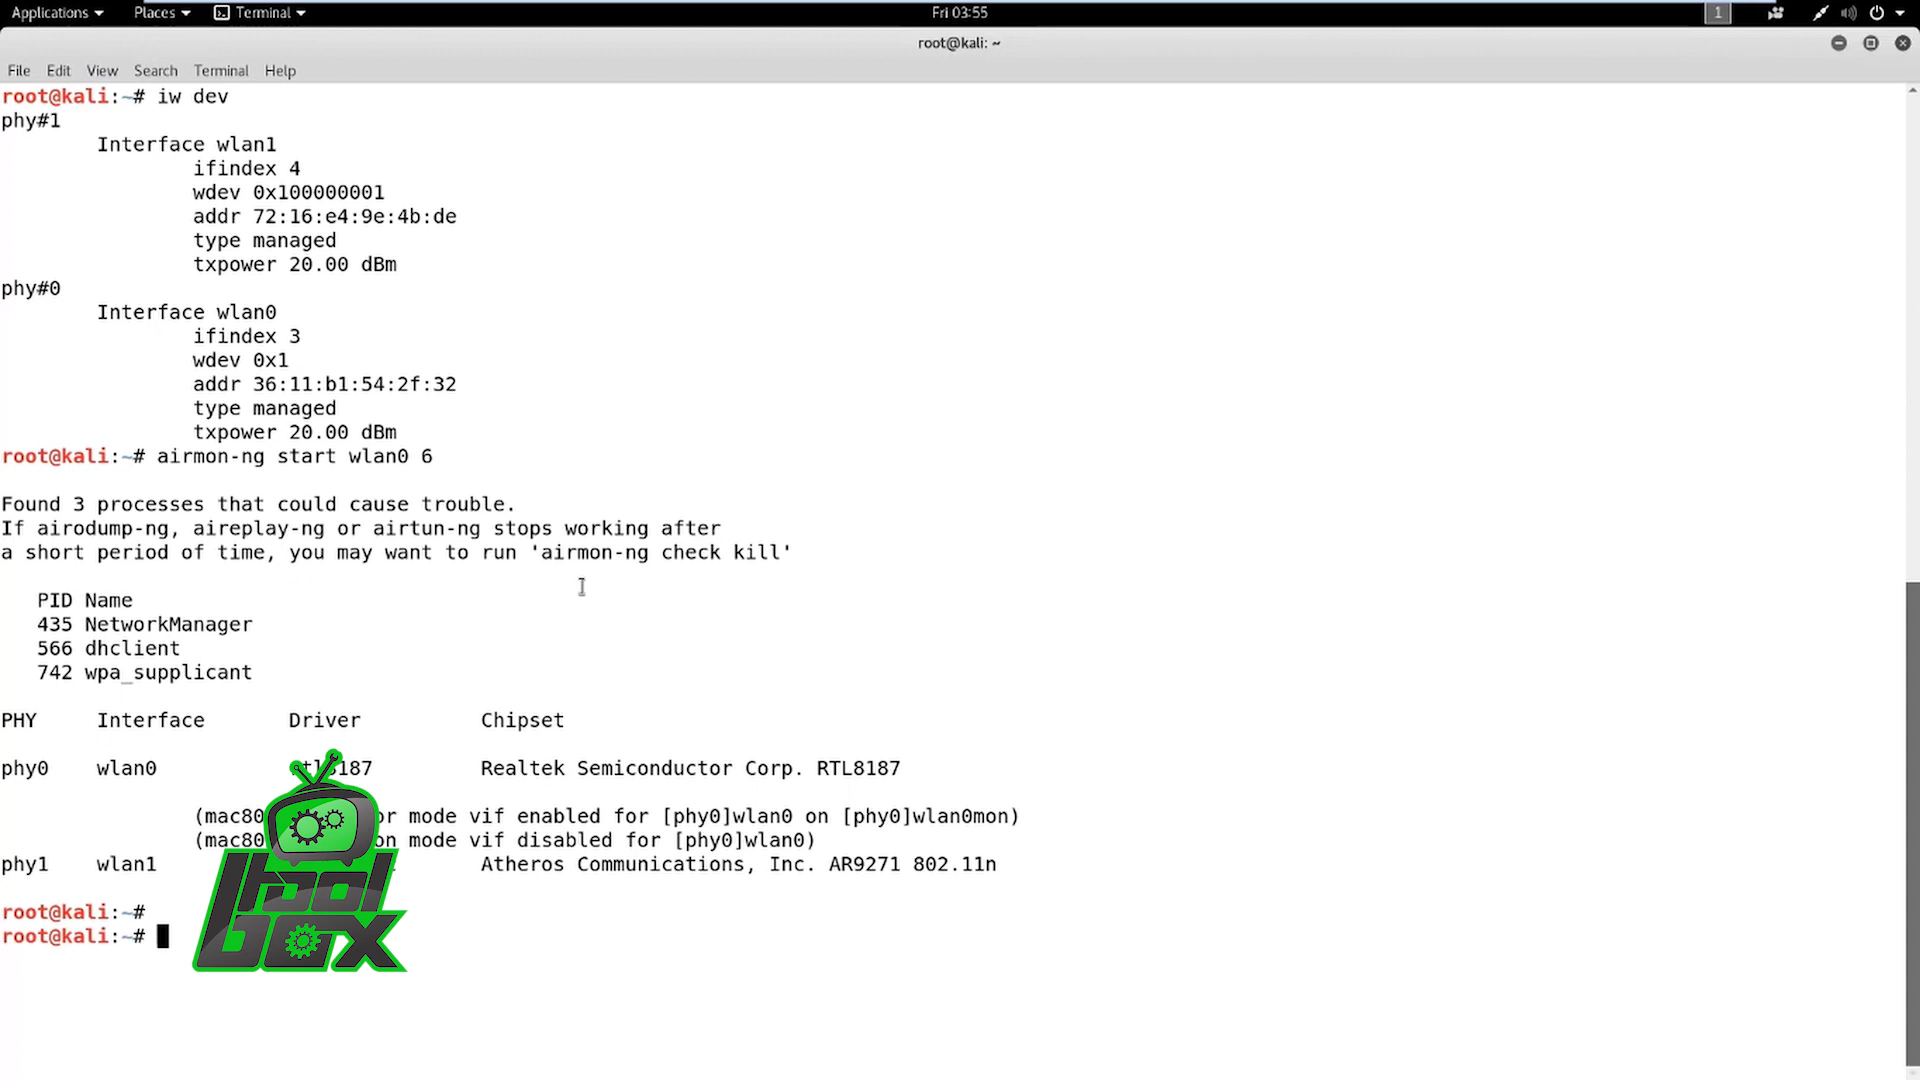 Applications Places Terminal Fri 03:55 1
root@kali: ~
File Edit View Search Terminal Help
root@kali:~# iw dev
phy#1
Interface wlan1
ifindex 4
wdev 0x100000001
addr 72:16:e4:9e:4b:de
type managed
txpower 20.00 dBm
phy#0
Interface wlan0
ifindex 3
wdev 0x1
addr 36:11:b1:54:2f:32
type managed
txpower 20.00 dBm
root@kali:~# airmon-ng start wlan0 6
Found 3 processes that could cause trouble.
If airodump-ng, aireplay-ng or airtun-ng stops working after
a short period of time, you may want to run 'airmon-ng check kill'
PID Name
435 NetworkManager
566 dhclient
742 wpa_supplicant
PHY Interface Driver Chipset
phy0 wlan0 Realtek Semiconductor Corp. RTL8187
mode vif enabled for [phy0]wlan0 on [phy0]wlan0mon)
mode vif disabled for [phy0]wlan0)
phy1 wlan1 Atheros Communications, Inc. AR9271 802.11n
root@kali:~#
root@kali:~#
box